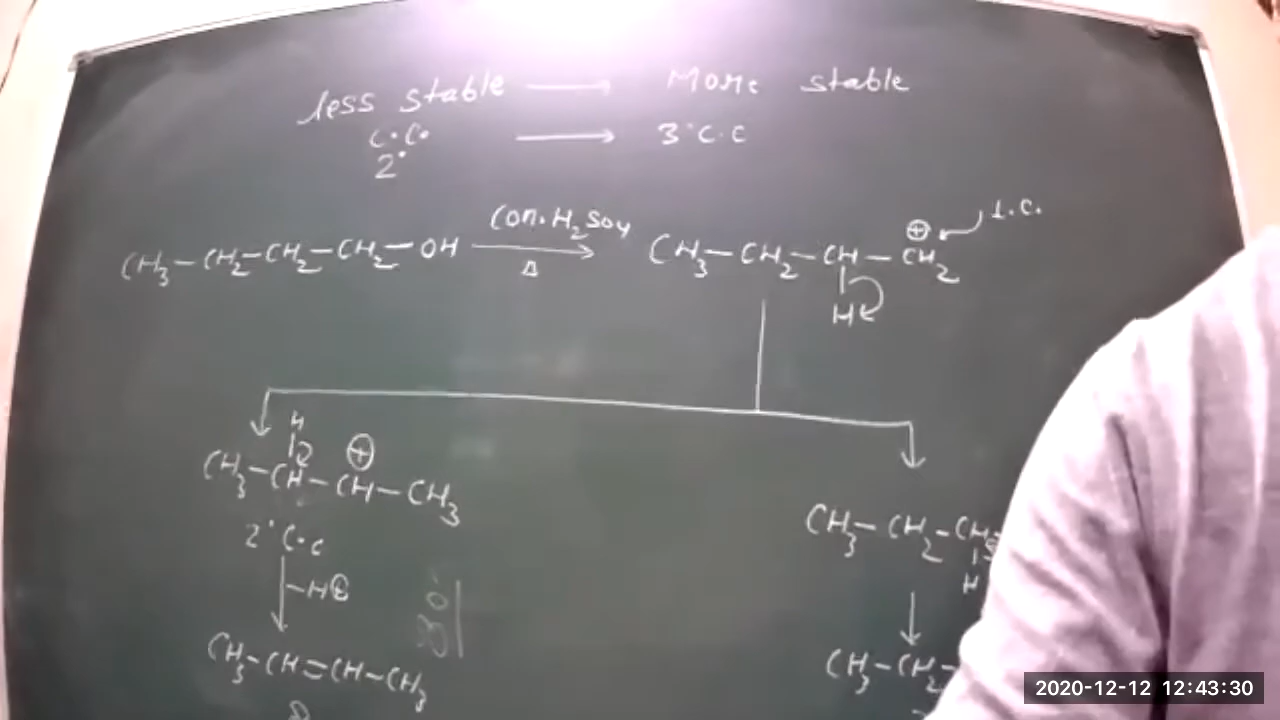 less stable → More stable
C·C· → 3°C·C
2°
CH3-CH2-CH2-CH2-OH Con.H2SO4 Δ → CH3-CH2-CH-CH2 ⊕ 1.C.
H
H ⊕
CH3-CH-CH-CH3
2° C·C
-H⊕
CH3-CH=CH-CH3
CH3-CH2-CH2
H
CH3-CH2-
2020-12-12 12:43:30